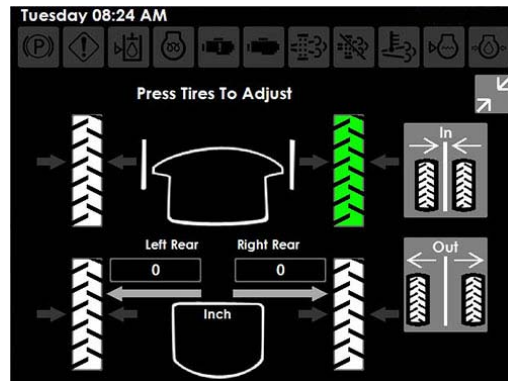 Tuesday 08:24 AM
Press Tires To Adjust
In
Left Rear Right Rear
0 0
Out
Inch